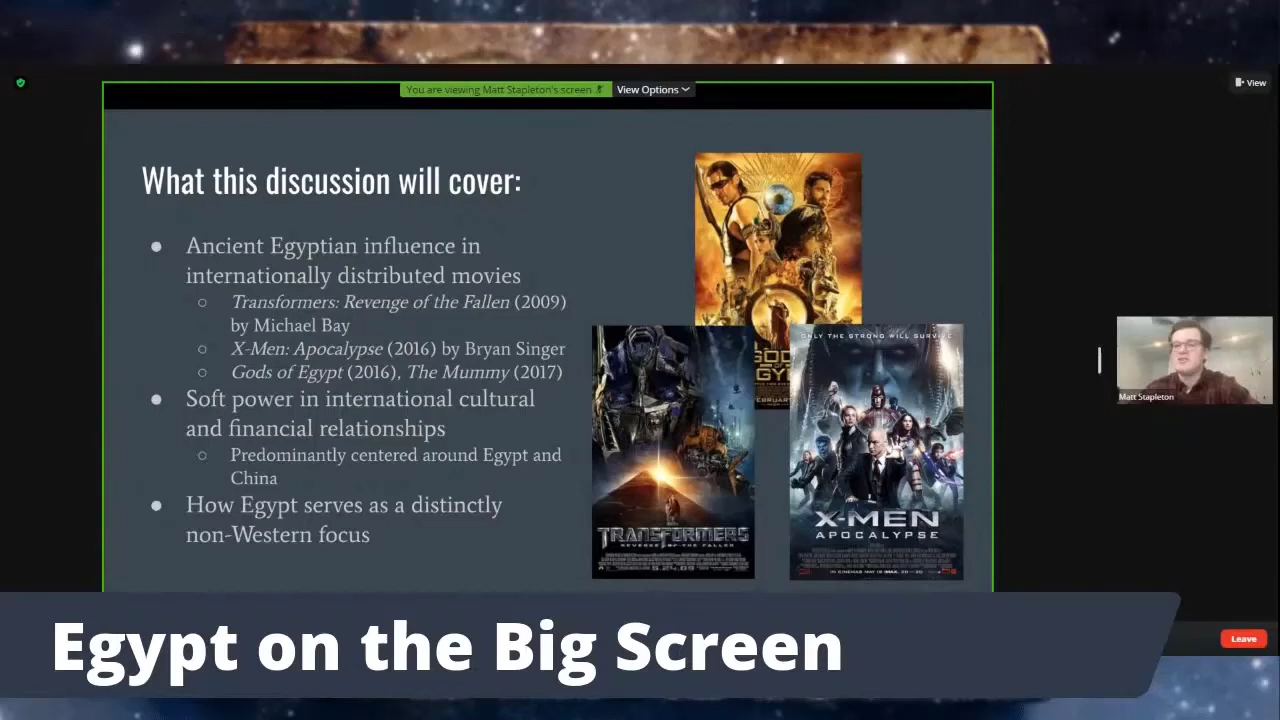 You are viewing Matt Stapleton's screen
View Options
View
What this discussion will cover:
● Ancient Egyptian influence in
internationally distributed movies
○ Transformers: Revenge of the Fallen (2009)
by Michael Bay
○ X-Men: Apocalypse (2016) by Bryan Singer
○ Gods of Egypt (2016), The Mummy (2017)
● Soft power in international cultural
and financial relationships
○ Predominantly centered around Egypt and
China
● How Egypt serves as a distinctly
non-Western focus
ONLY THE STRONG WILL SURVIVE
TRANSFORMERS
REVENGE OF THE FALLEN
6.24.09
X-MEN
APOCALYPSE
Matt Stapleton
Leave
Egypt on the Big Screen